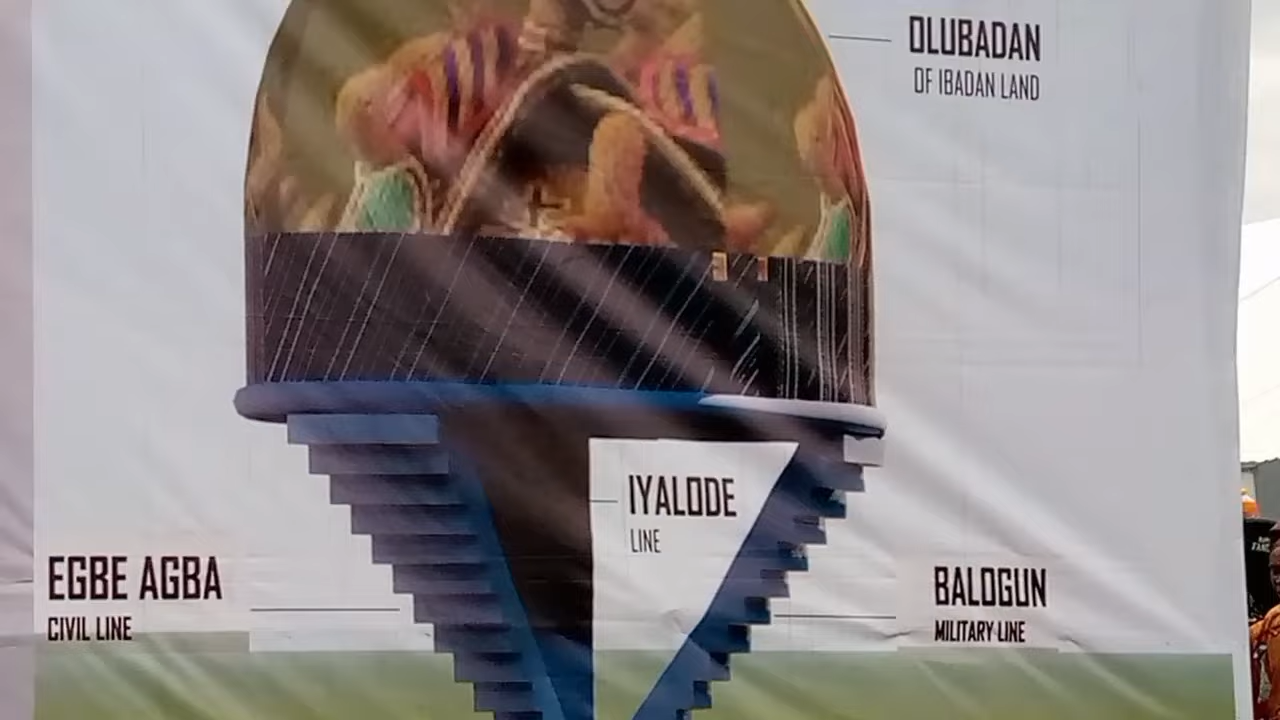 OLUBADAN
OF IBADAN LAND
IYALODE
LINE
EGBE AGBA
CIVIL LINE
BALOGUN
MILITARY LINE